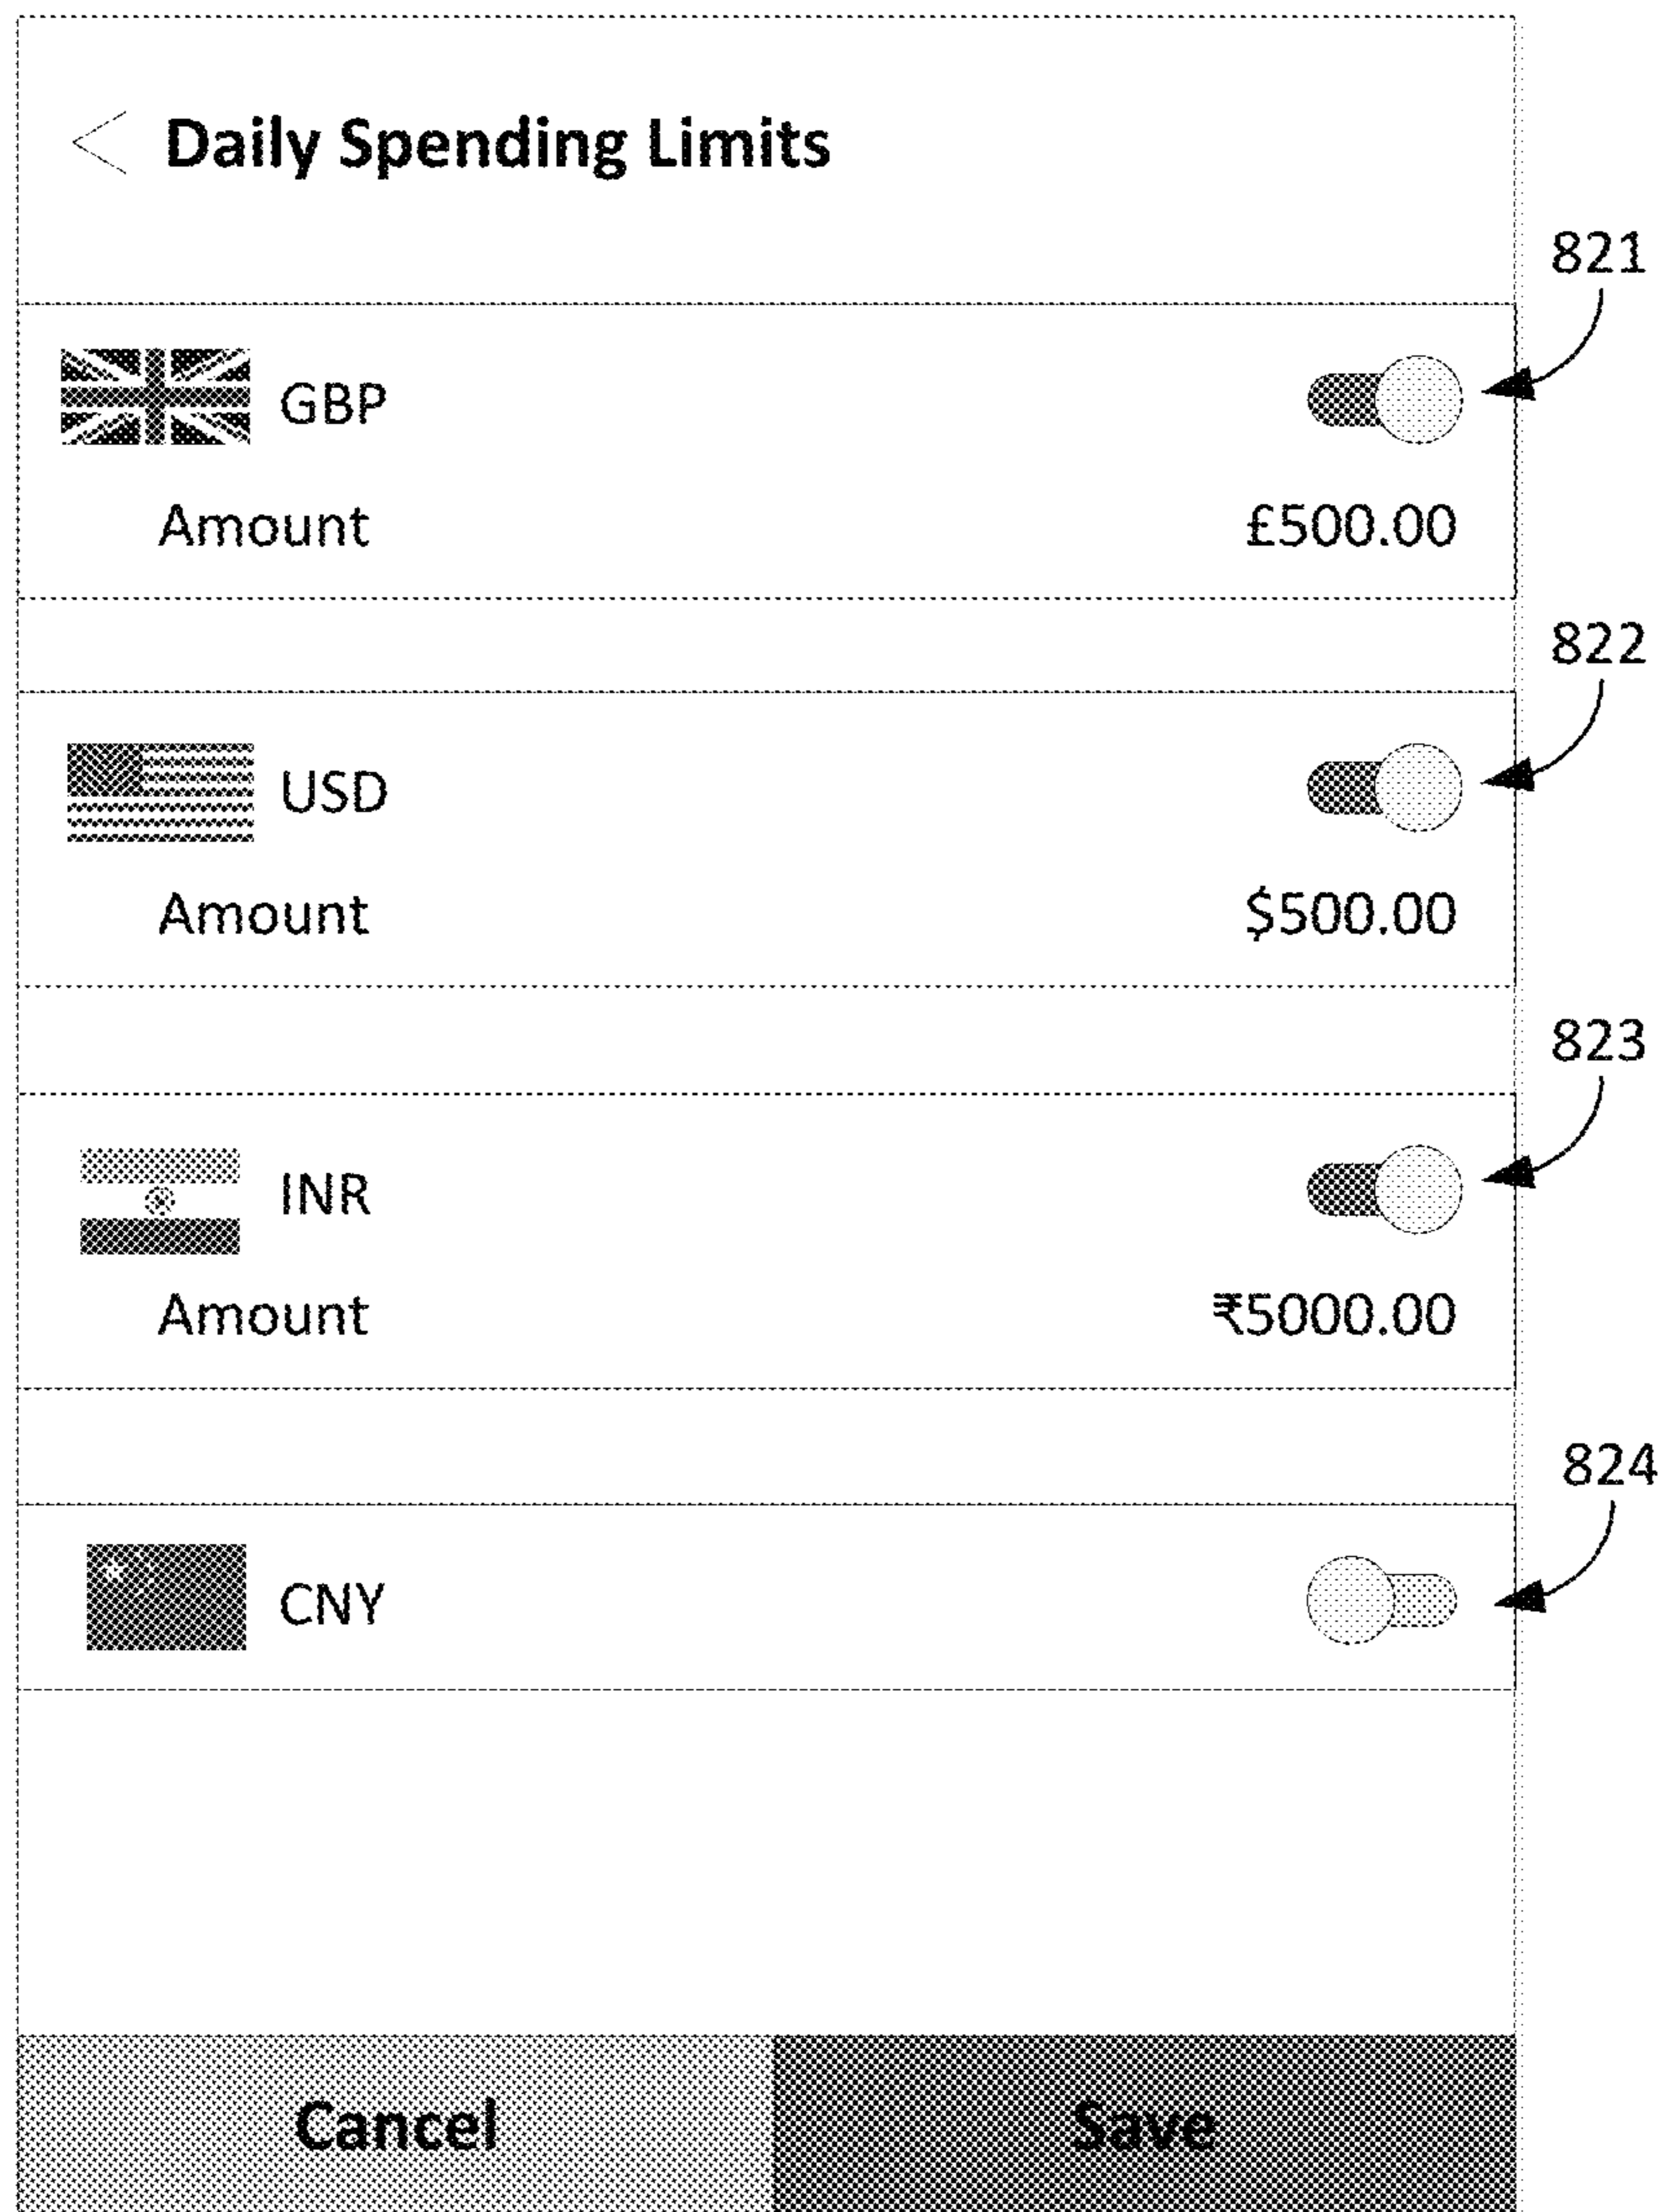 < Daily Spending Limits
821
GBP
Amount £500.00
822
USD
Amount $500.00
823
INR
Amount ₹5000.00
824
CNY
Cancel Save